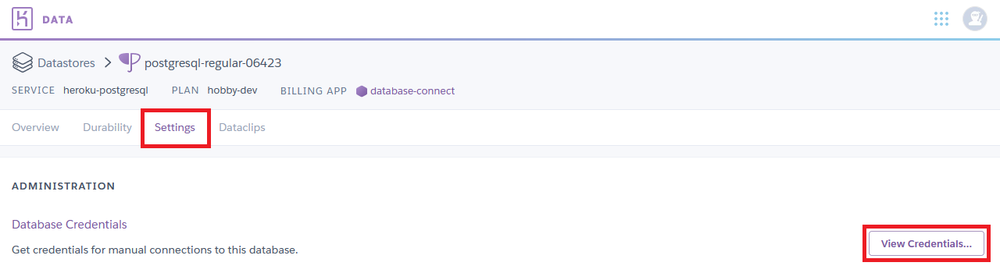 DATA
Datastores > postgresql-regular-06423
SERVICE heroku-postgresql PLAN hobby-dev BILLING APP database-connect
Overview Durability Settings Dataclips
ADMINISTRATION
Database Credentials
Get credentials for manual connections to this database.
View Credentials...